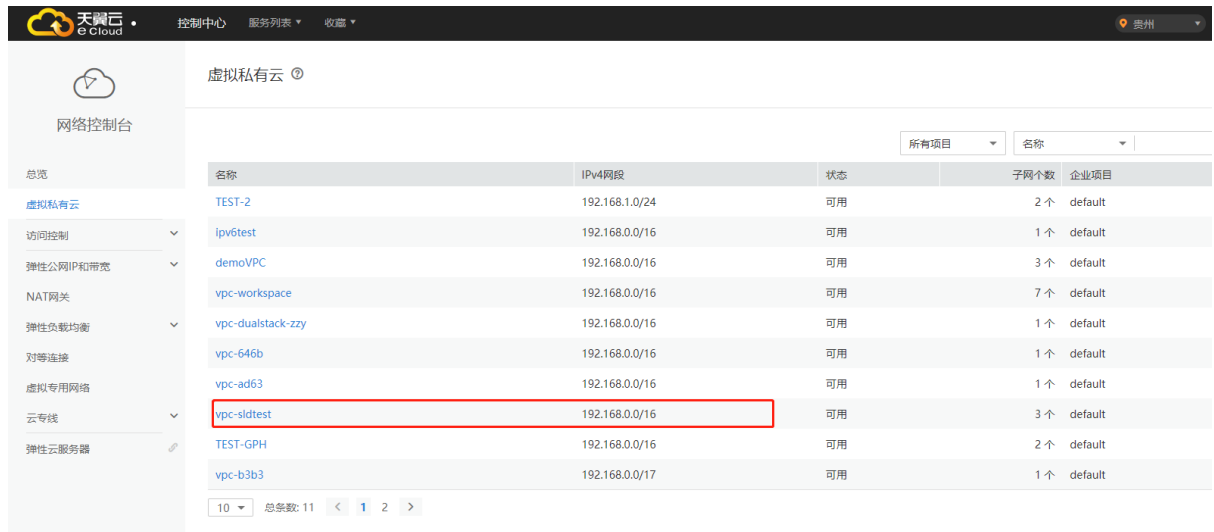 天翼云 控制中心 服务列表 收藏 贵州
e Cloud
虚拟私有云
网络控制台
所有项目 名称
总览
虚拟私有云
访问控制
弹性公网IP和带宽
NAT网关
弹性负载均衡
对等连接
虚拟专用网络
云专线
弹性云服务器
名称 IPv4网段 状态 子网个数 企业项目
TEST-2 192.168.1.0/24 可用 2 个 default
ipv6test 192.168.0.0/16 可用 1 个 default
demoVPC 192.168.0.0/16 可用 3 个 default
vpc-workspace 192.168.0.0/16 可用 7 个 default
vpc-dualstack-zzy 192.168.0.0/16 可用 1 个 default
vpc-646b 192.168.0.0/16 可用 1 个 default
vpc-ad63 192.168.0.0/16 可用 1 个 default
vpc-sldtest 192.168.0.0/16 可用 3 个 default
TEST-GPH 192.168.0.0/16 可用 2 个 default
vpc-b3b3 192.168.0.0/17 可用 1 个 default
10 总条数: 11 < 1 2 >